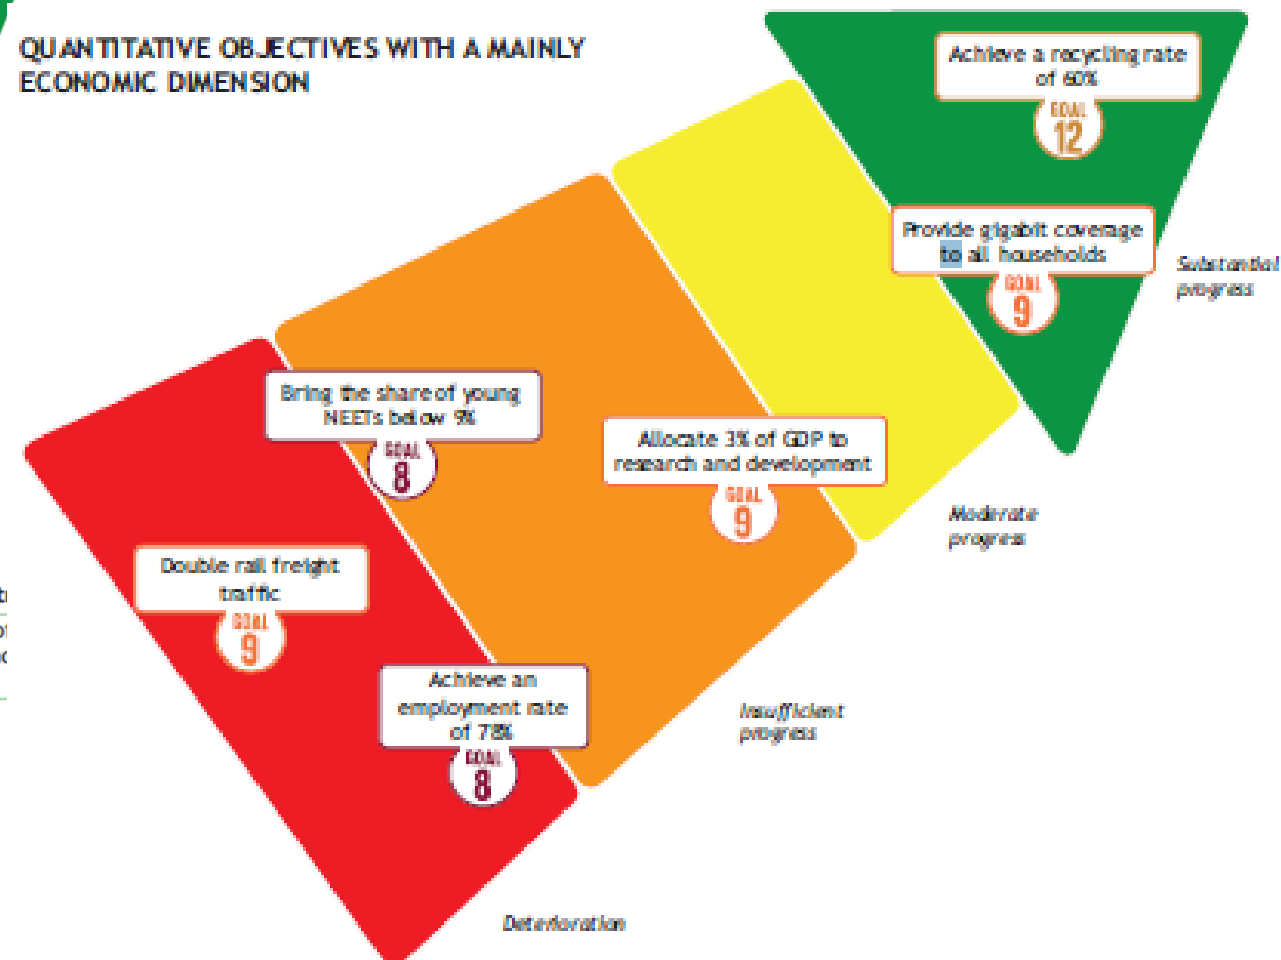 QUANTITATIVE OBJECTIVES WITH A MAINLY
ECONOMIC DIMENSION
Achieve a recycling rate
of 60%
GOAL
12
Provide gigabit coverage
to all households
GOAL
9
Substantial
progress
Bring the share of young
NEETs below 9%
GOAL
8
Allocate 3% of GDP to
research and development
GOAL
9
Moderate
progress
Double rail freight
traffic
GOAL
9
Achieve an
employment rate
of 78%
GOAL
8
Insufficient
progress
Deterioration